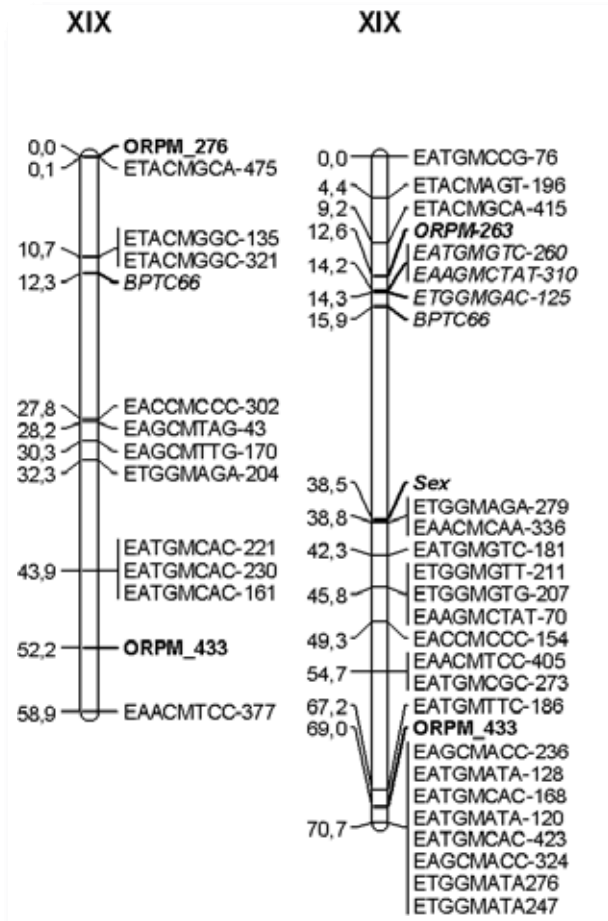 XIX
0,0 ORPM_276
0,1 ETACMGCA-475
10,7 ETACMGGC-135
ETACMGGC-321
12,3 BPTC66
27,8 EACCMCCC-302
28,2 EAGCMTAG-43
30,3 EAGCMTTG-170
32,3 ETGGMAGA-204
43,9 EATGMCAC-221
EATGMCAC-230
EATGMCAC-161
52,2 ORPM_433
58,9 EAACMTCC-377
XIX
0,0 EATGMCCG-76
4,4 ETACMAGT-196
9,2 ETACMGCA-415
12,6 ORPM-263
14,2 EATGMGTC-260
EAAGMCTAT-310
14,3 ETGGMGAC-125
15,9 BPTC66
38,5 Sex
38,8 ETGGMAGA-279
EAACMCAA-336
42,3 EATGMGTC-181
45,8 ETGGMGTT-211
ETGGMGTG-207
EAAGMCTAT-70
49,3 EACCMCCC-154
54,7 EAACMTCC-405
EATGMCGC-273
67,2 EATGMTTC-186
69,0 ORPM_433
70,7 EAGCMACC-236
EATGMATA-128
EATGMCAC-168
EATGMATA-120
EATGMCAC-423
EAGCMACC-324
ETGGMATA276
ETGGMATA247